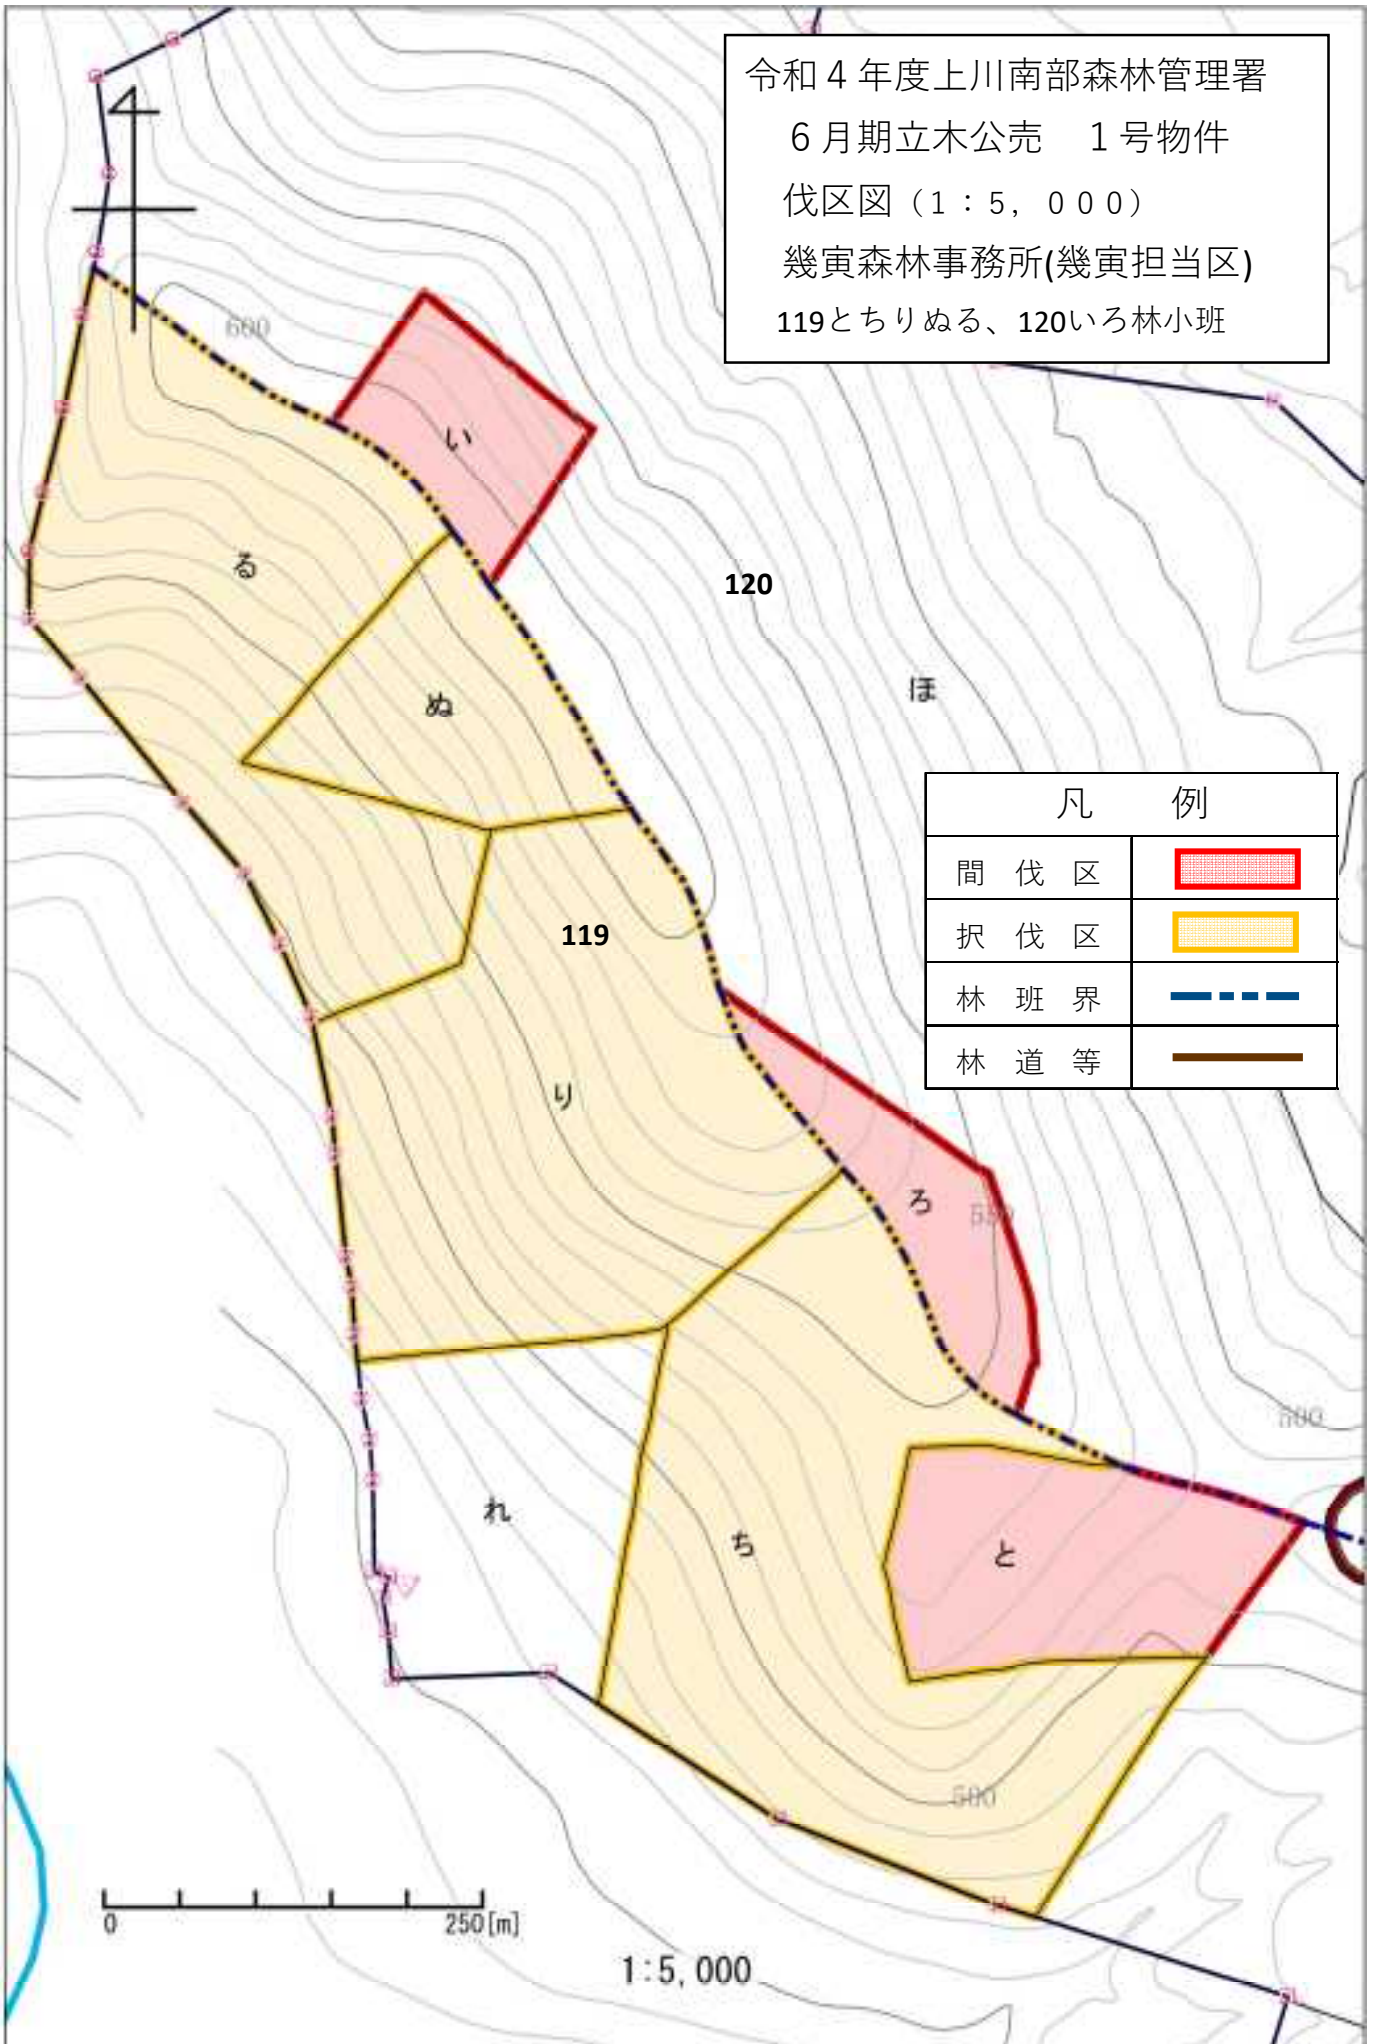 令和４年度上川南部森林管理署
６月期立木公売　１号物件
伐区図（１：５，０００）
幾寅森林事務所(幾寅担当区)
119とちりぬる、120いろ林小班
600
い
る
120
ぬ
ほ
凡　例
間　伐　区
択　伐　区
林　班　界
林　道　等
119
り
ろ
550
500
れ
ち
と
500
0
250[m]
1:5,000